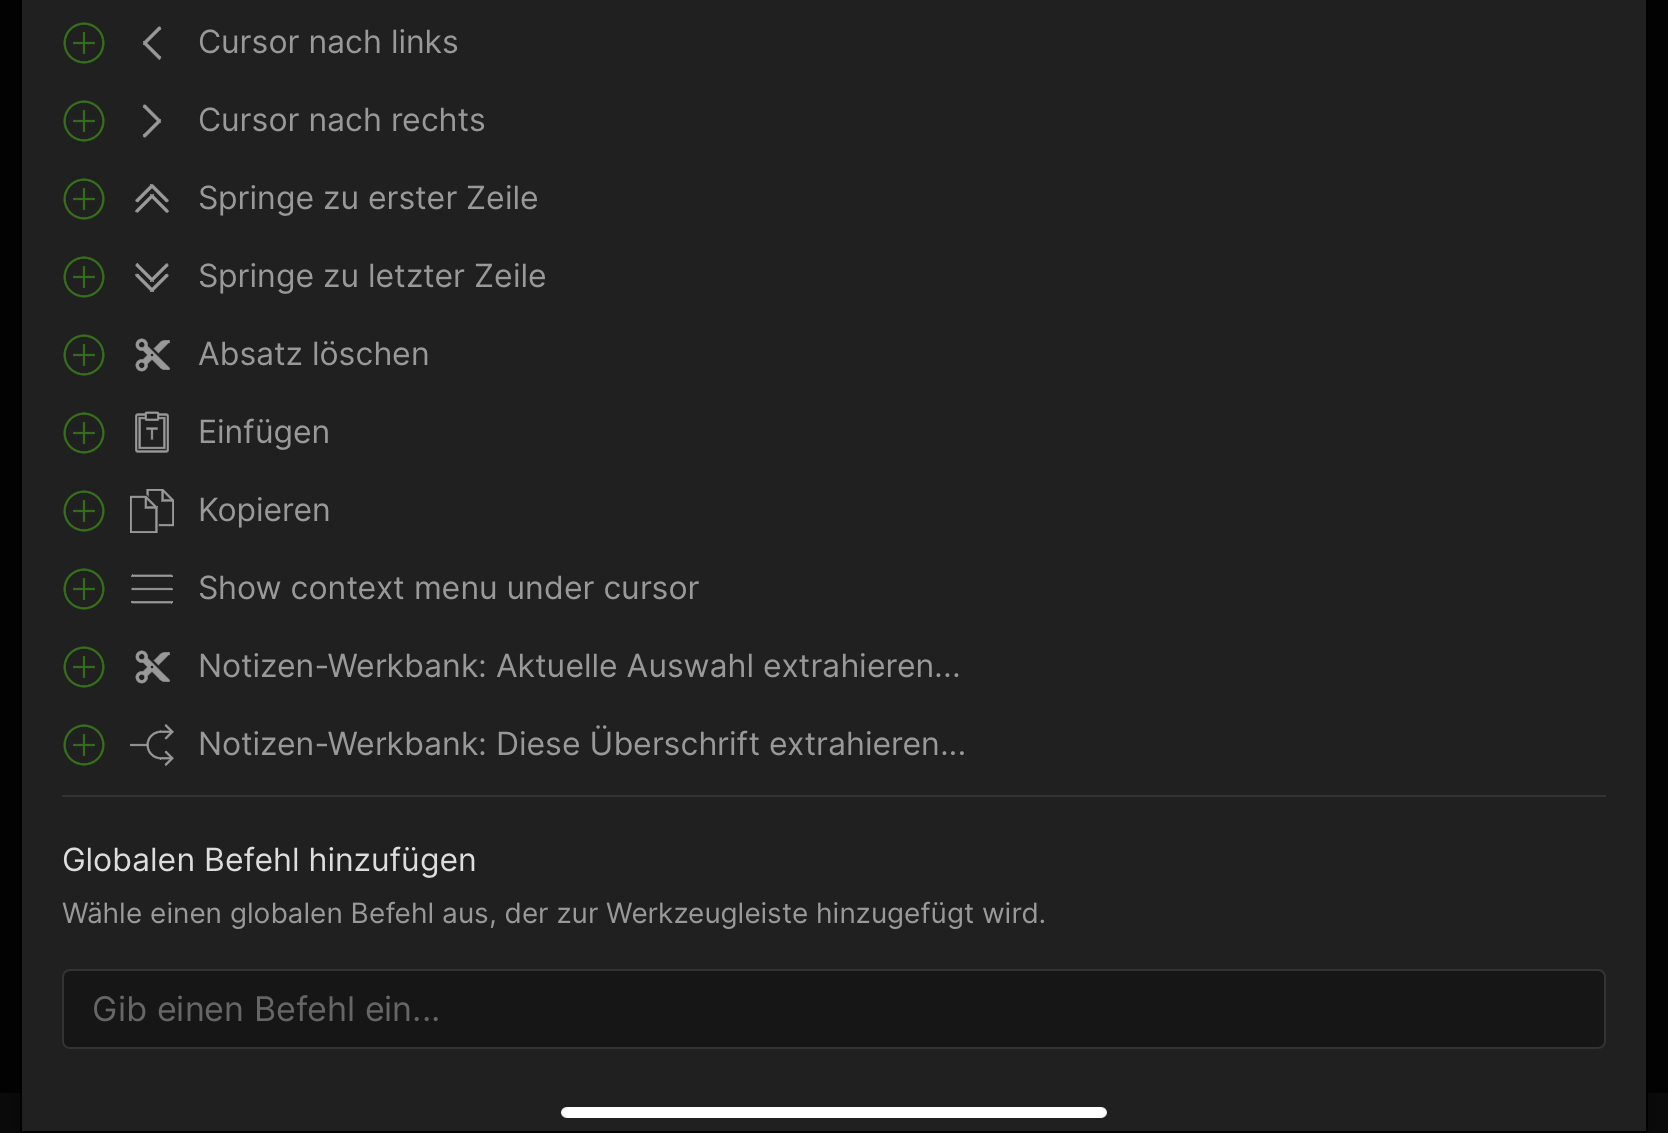 Cursor nach links
Cursor nach rechts
Springe zu erster Zeile
Springe zu letzter Zeile
Absatz löschen
Einfügen
Kopieren
Show context menu under cursor
Notizen-Werkbank: Aktuelle Auswahl extrahieren...
Notizen-Werkbank: Diese Überschrift extrahieren...
Globalen Befehl hinzufügen
Wähle einen globalen Befehl aus, der zur Werkzeugleiste hinzugefügt wird.
Gib einen Befehl ein...